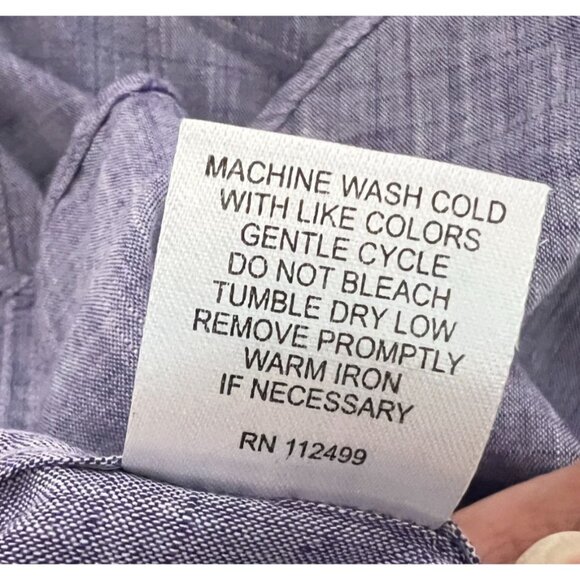 MACHINE WASH COLD
WITH LIKE COLORS
GENTLE CYCLE
DO NOT BLEACH
TUMBLE DRY LOW
REMOVE PROMPTLY
WARM IRON
IF NECESSARY
RN 112499